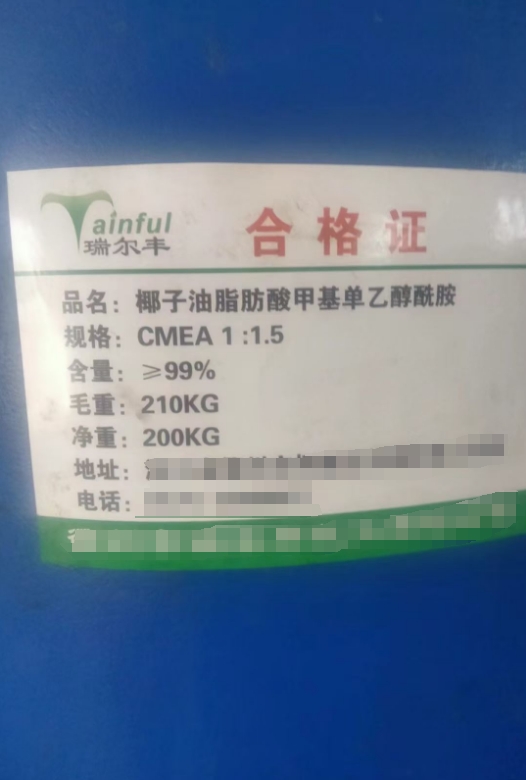 Tainful
瑞尔丰
合格证
品名：椰子油脂肪酸甲基单乙醇酰胺
规格：CMEA 1 :1.5
含量：≥99%
毛重：210KG
净重：200KG
地址：
电话：